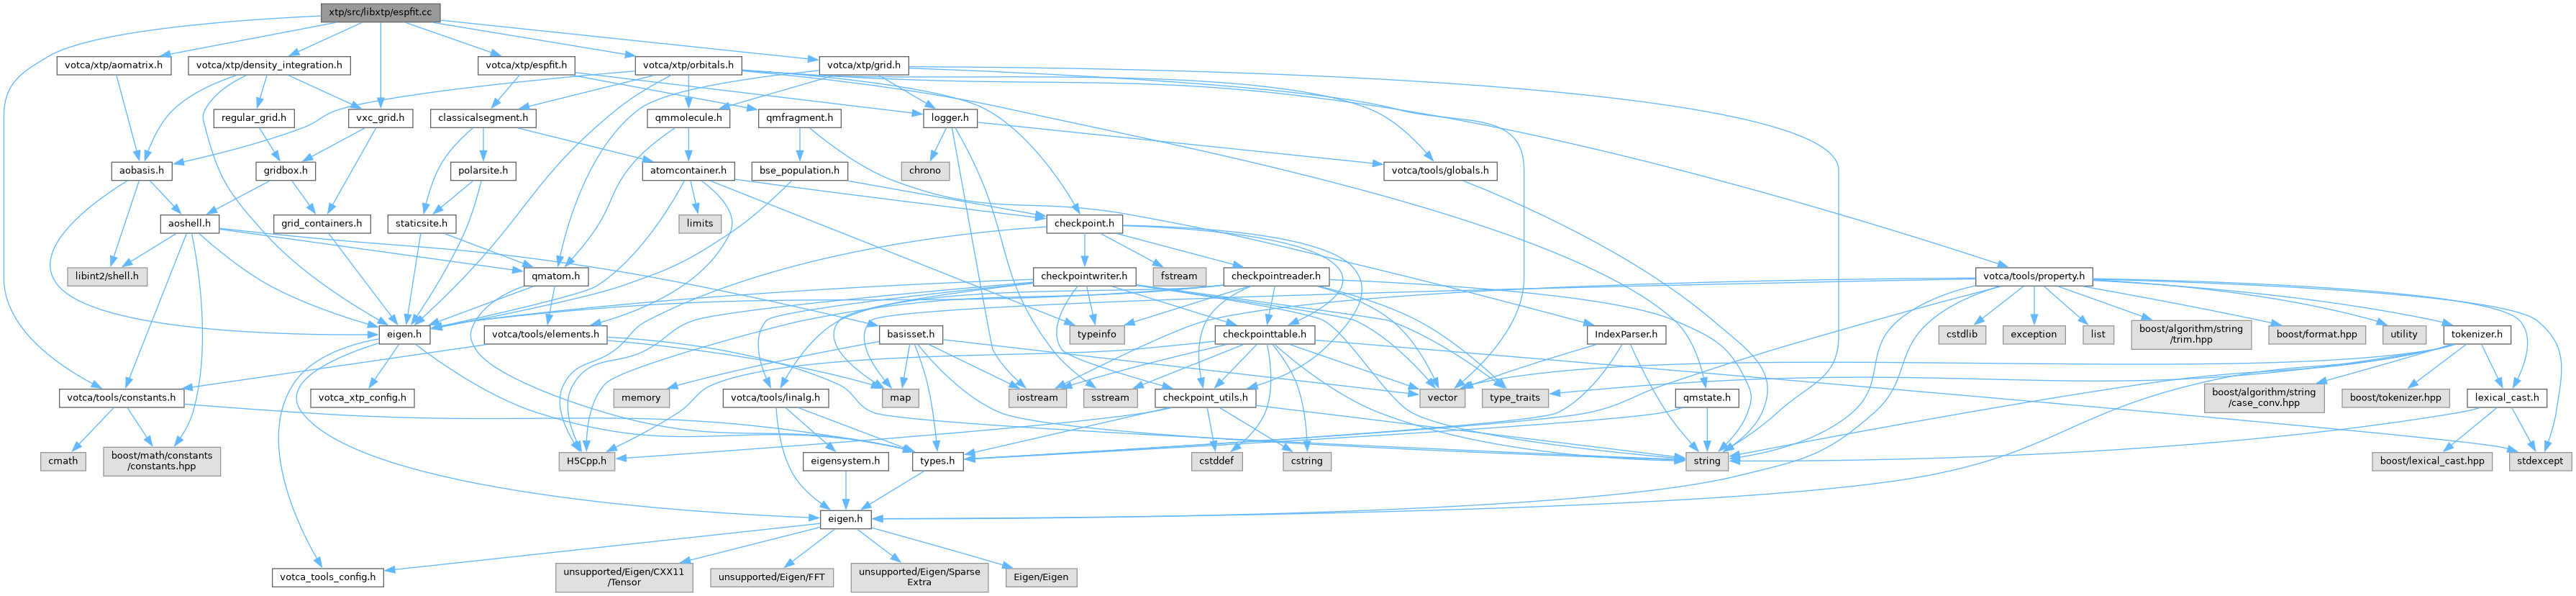 xtp/src/libxtp/espfit.cc
votca/xtp/aomatrix.h
votca/xtp/density_integration.h
votca/xtp/espfit.h
votca/xtp/orbitals.h
votca/xtp/grid.h
regular_grid.h
vxc_grid.h
classicalsegment.h
qmmolecule.h
qmfragment.h
logger.h
aobasis.h
gridbox.h
polarsite.h
atomcontainer.h
bse_population.h
chrono
votca/tools/globals.h
aoshell.h
grid_containers.h
staticsite.h
limits
checkpoint.h
libint2/shell.h
qmatom.h
checkpointwriter.h
fstream
checkpointreader.h
votca/tools/property.h
eigen.h
votca/tools/elements.h
basisset.h
typeinfo
checkpointtable.h
IndexParser.h
cstdlib
exception
list
boost/algorithm/string
/trim.hpp
boost/format.hpp
utility
tokenizer.h
votca/tools/constants.h
votca_xtp_config.h
memory
votca/tools/linalg.h
map
iostream
sstream
checkpoint_utils.h
vector
type_traits
qmstate.h
boost/algorithm/string
/case_conv.hpp
boost/tokenizer.hpp
lexical_cast.h
cmath
boost/math/constants
/constants.hpp
H5Cpp.h
eigensystem.h
types.h
cstddef
cstring
string
boost/lexical_cast.hpp
stdexcept
eigen.h
votca_tools_config.h
unsupported/Eigen/CXX11
/Tensor
unsupported/Eigen/FFT
unsupported/Eigen/Sparse
Extra
Eigen/Eigen